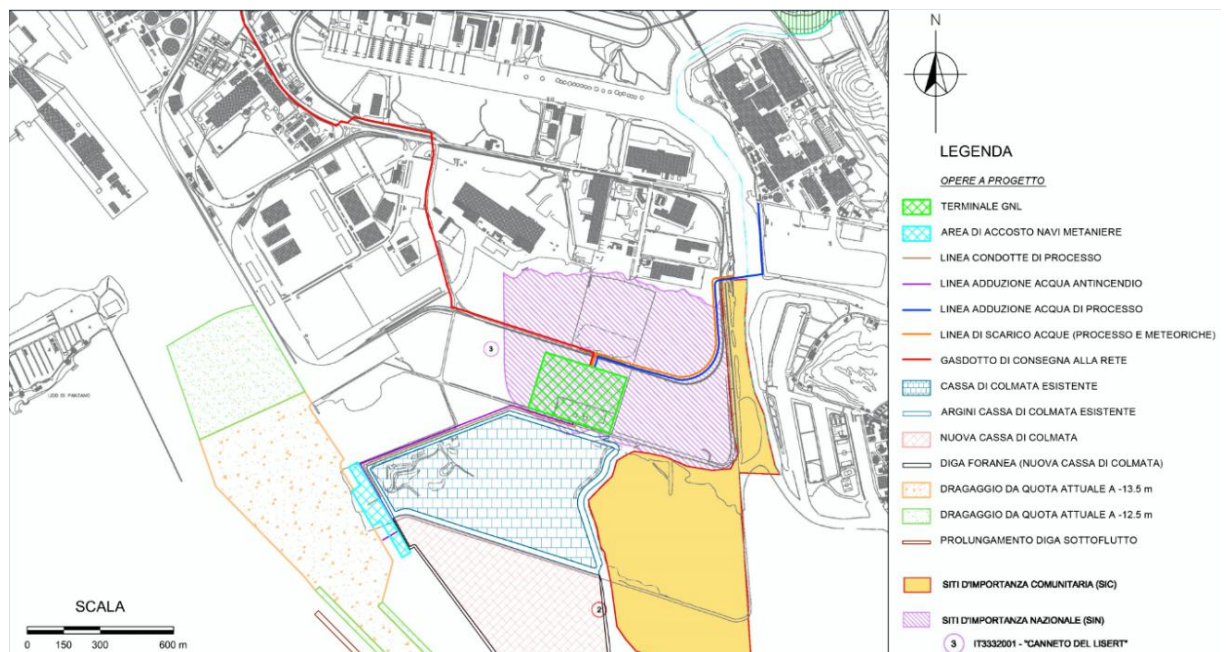 N
LEGENDA
OPERE A PROGETTO
TERMINALE GNL
AREA DI ACCOSTO NAVI METANIERE
LINEA CONDOTTE DI PROCESSO
LINEA ADDUZIONE ACQUA ANTINCENDIO
LINEA ADDUZIONE ACQUA DI PROCESSO
LINEA DI SCARICO ACQUE (PROCESSO E METEORICHE)
GASDOTTO DI CONSEGNA ALLA RETE
CASSA DI COLMATA ESISTENTE
ARGINI CASSA DI COLMATA ESISTENTE
NUOVA CASSA DI COLMATA
DIGA FORANEA (NUOVA CASSA DI COLMATA)
DRAGAGGIO DA QUOTA ATTUALE A -13.5 m
DRAGAGGIO DA QUOTA ATTUALE A -12.5 m
PROLUNGAMENTO DIGA SOTTOFLUTTO
SITI D'IMPORTANZA COMUNITARIA (SIC)
SITI D'IMPORTANZA NAZIONALE (SIN)
3 IT3332001 - "CANNETO DEL LISERT"
3
LIDO DI PANZANO
2
SCALA
0 150 300 600 m